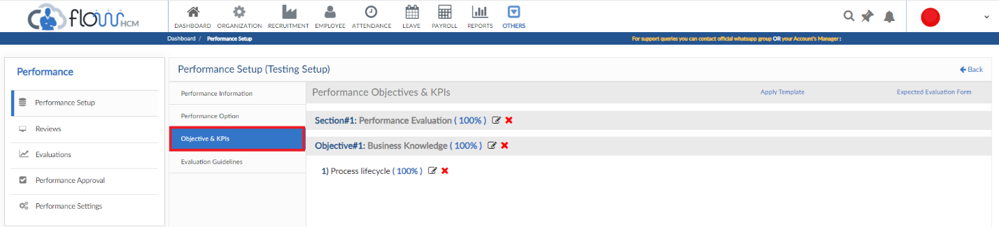 flowHCM
DASHBOARD ORGANIZATION RECRUITMENT EMPLOYEE ATTENDANCE LEAVE PAYROLL REPORTS OTHERS
Dashboard / Performance Setup For support queries you can contact official whatsapp group OR your Account's Manager :
Performance
Performance Setup
Reviews
Evaluations
Performance Approval
Performance Settings
Performance Setup (Testing Setup) Back
Performance Information
Performance Option
Objective & KPIs
Evaluation Guidelines
Performance Objectives & KPIs Apply Template Expected Evaluation Form
Section#1: Performance Evaluation ( 100% )
Objective#1: Business Knowledge ( 100% )
1) Process lifecycle ( 100% )